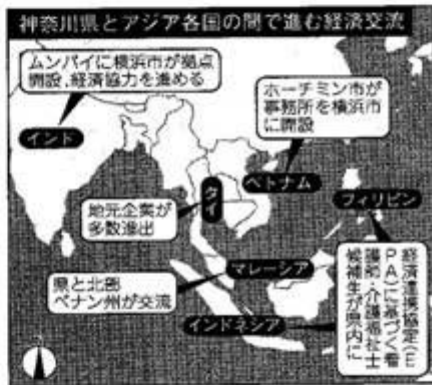 神奈川県とアジア各国の間で進む経済交流
ムンバイに横浜市が拠点
開設、経済協力を進める
インド
ホーチミン市が
事務所を横浜市
に開設
ベトナム
フィリピン
タイ
地元企業が
多数進出
経済連携協定(E
PA)に基づく看
護師・介護福祉士
候補生が県内に
マレーシア
県と北部
ペナン州が交流
インドネシア